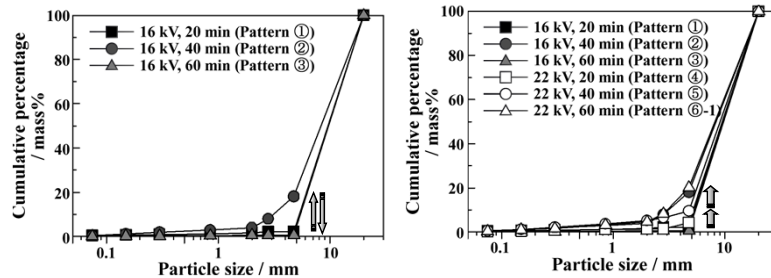 Cumulative percentage
/ mass%
100
80
60
40
20
0
16 kV, 20 min (Pattern ①)
16 kV, 40 min (Pattern ②)
16 kV, 60 min (Pattern ③)
0.1
1
10
Particle size / mm
Cumulative percentage
/ mass%
100
80
60
40
20
0
16 kV, 20 min (Pattern ①)
16 kV, 40 min (Pattern ②)
16 kV, 60 min (Pattern ③)
22 kV, 20 min (Pattern ④)
22 kV, 40 min (Pattern ⑤)
22 kV, 60 min (Pattern ⑥-1)
0.1
1
10
Particle size / mm